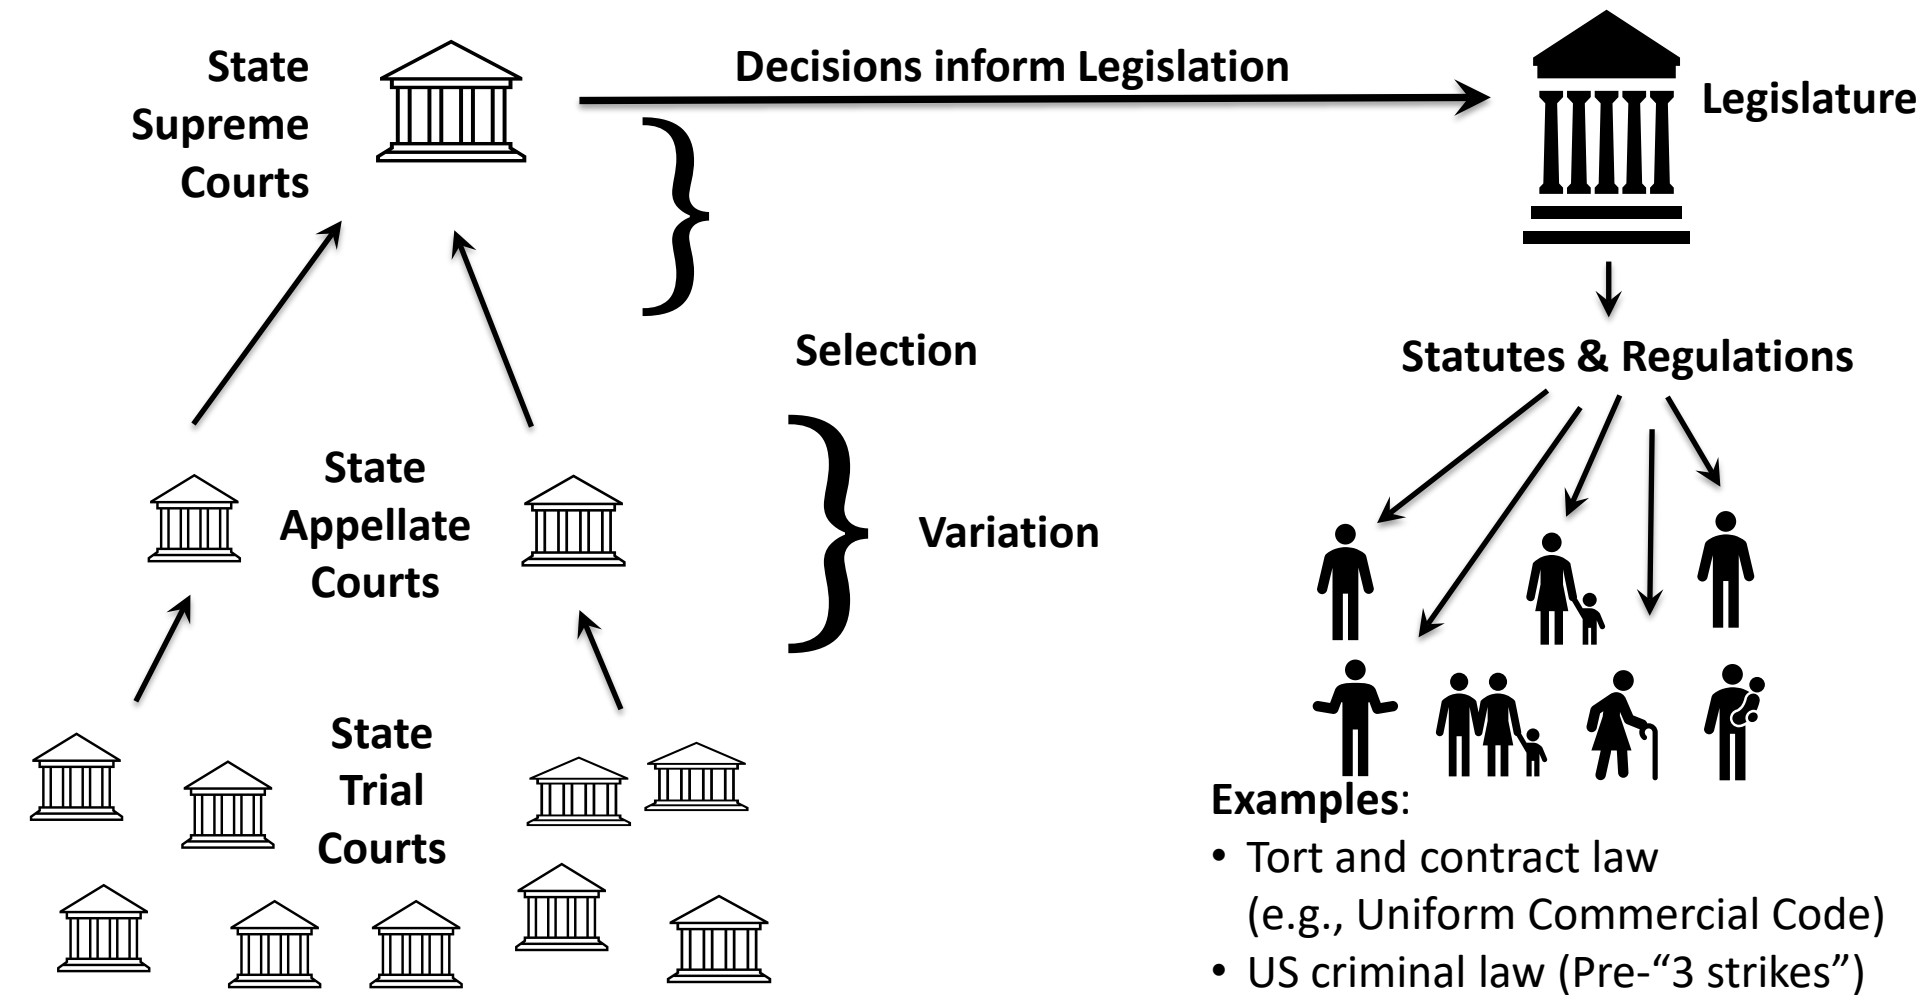 State
Supreme
Courts
Decisions inform Legislation
Legislature
Selection
Statutes & Regulations
State
Appellate
Courts
Variation
State
Trial
Courts
Examples:
• Tort and contract law
(e.g., Uniform Commercial Code)
• US criminal law (Pre-“3 strikes”)